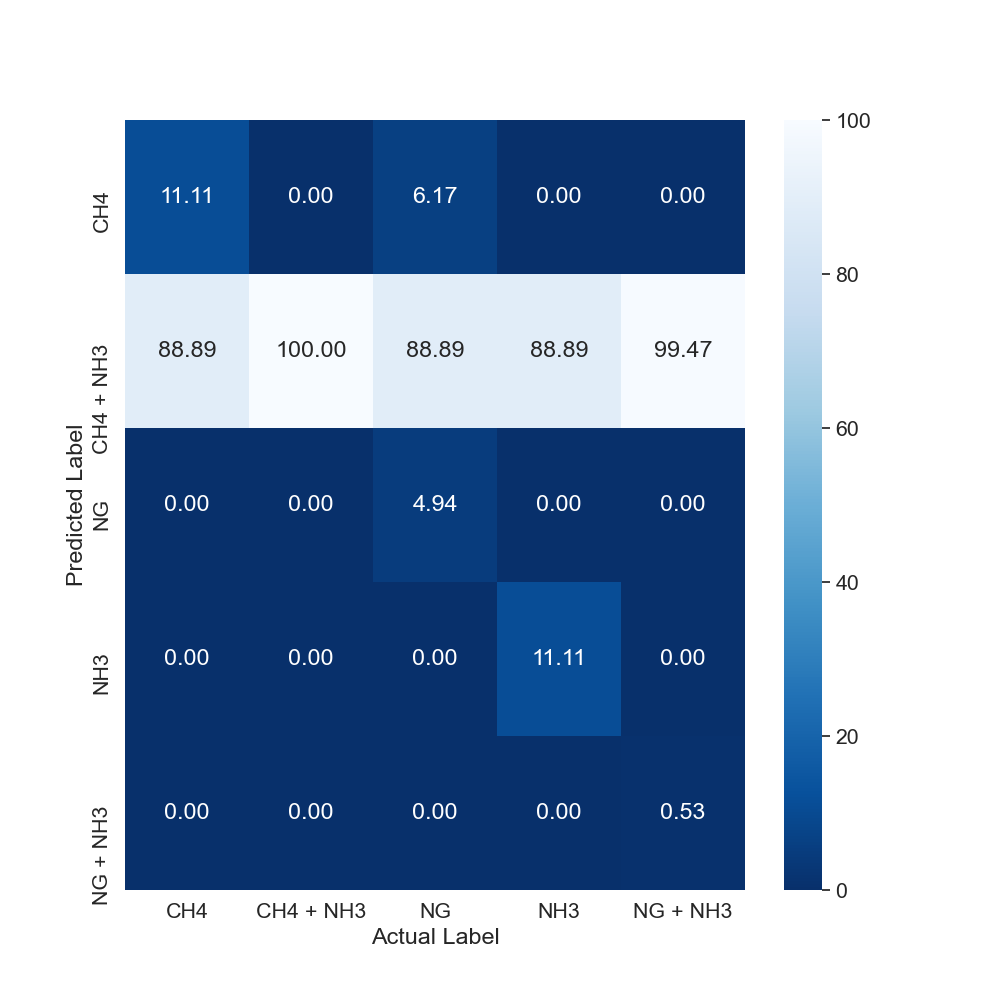 CH4 11.11 0.00 6.17 0.00 0.00
CH4 + NH3 88.89 100.00 88.89 88.89 99.47
NG 0.00 0.00 4.94 0.00 0.00
NH3 0.00 0.00 0.00 11.11 0.00
NG + NH3 0.00 0.00 0.00 0.00 0.53
Predicted Label
CH4 CH4 + NH3 NG NH3 NG + NH3
Actual Label
100
80
60
40
20
0